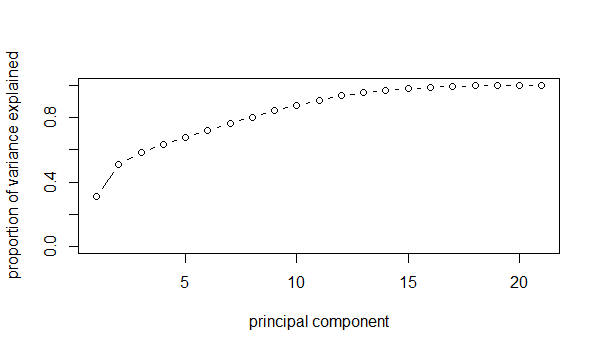 proportion of variance explained
0.8
0.4
0.0
5 10 15 20
principal component